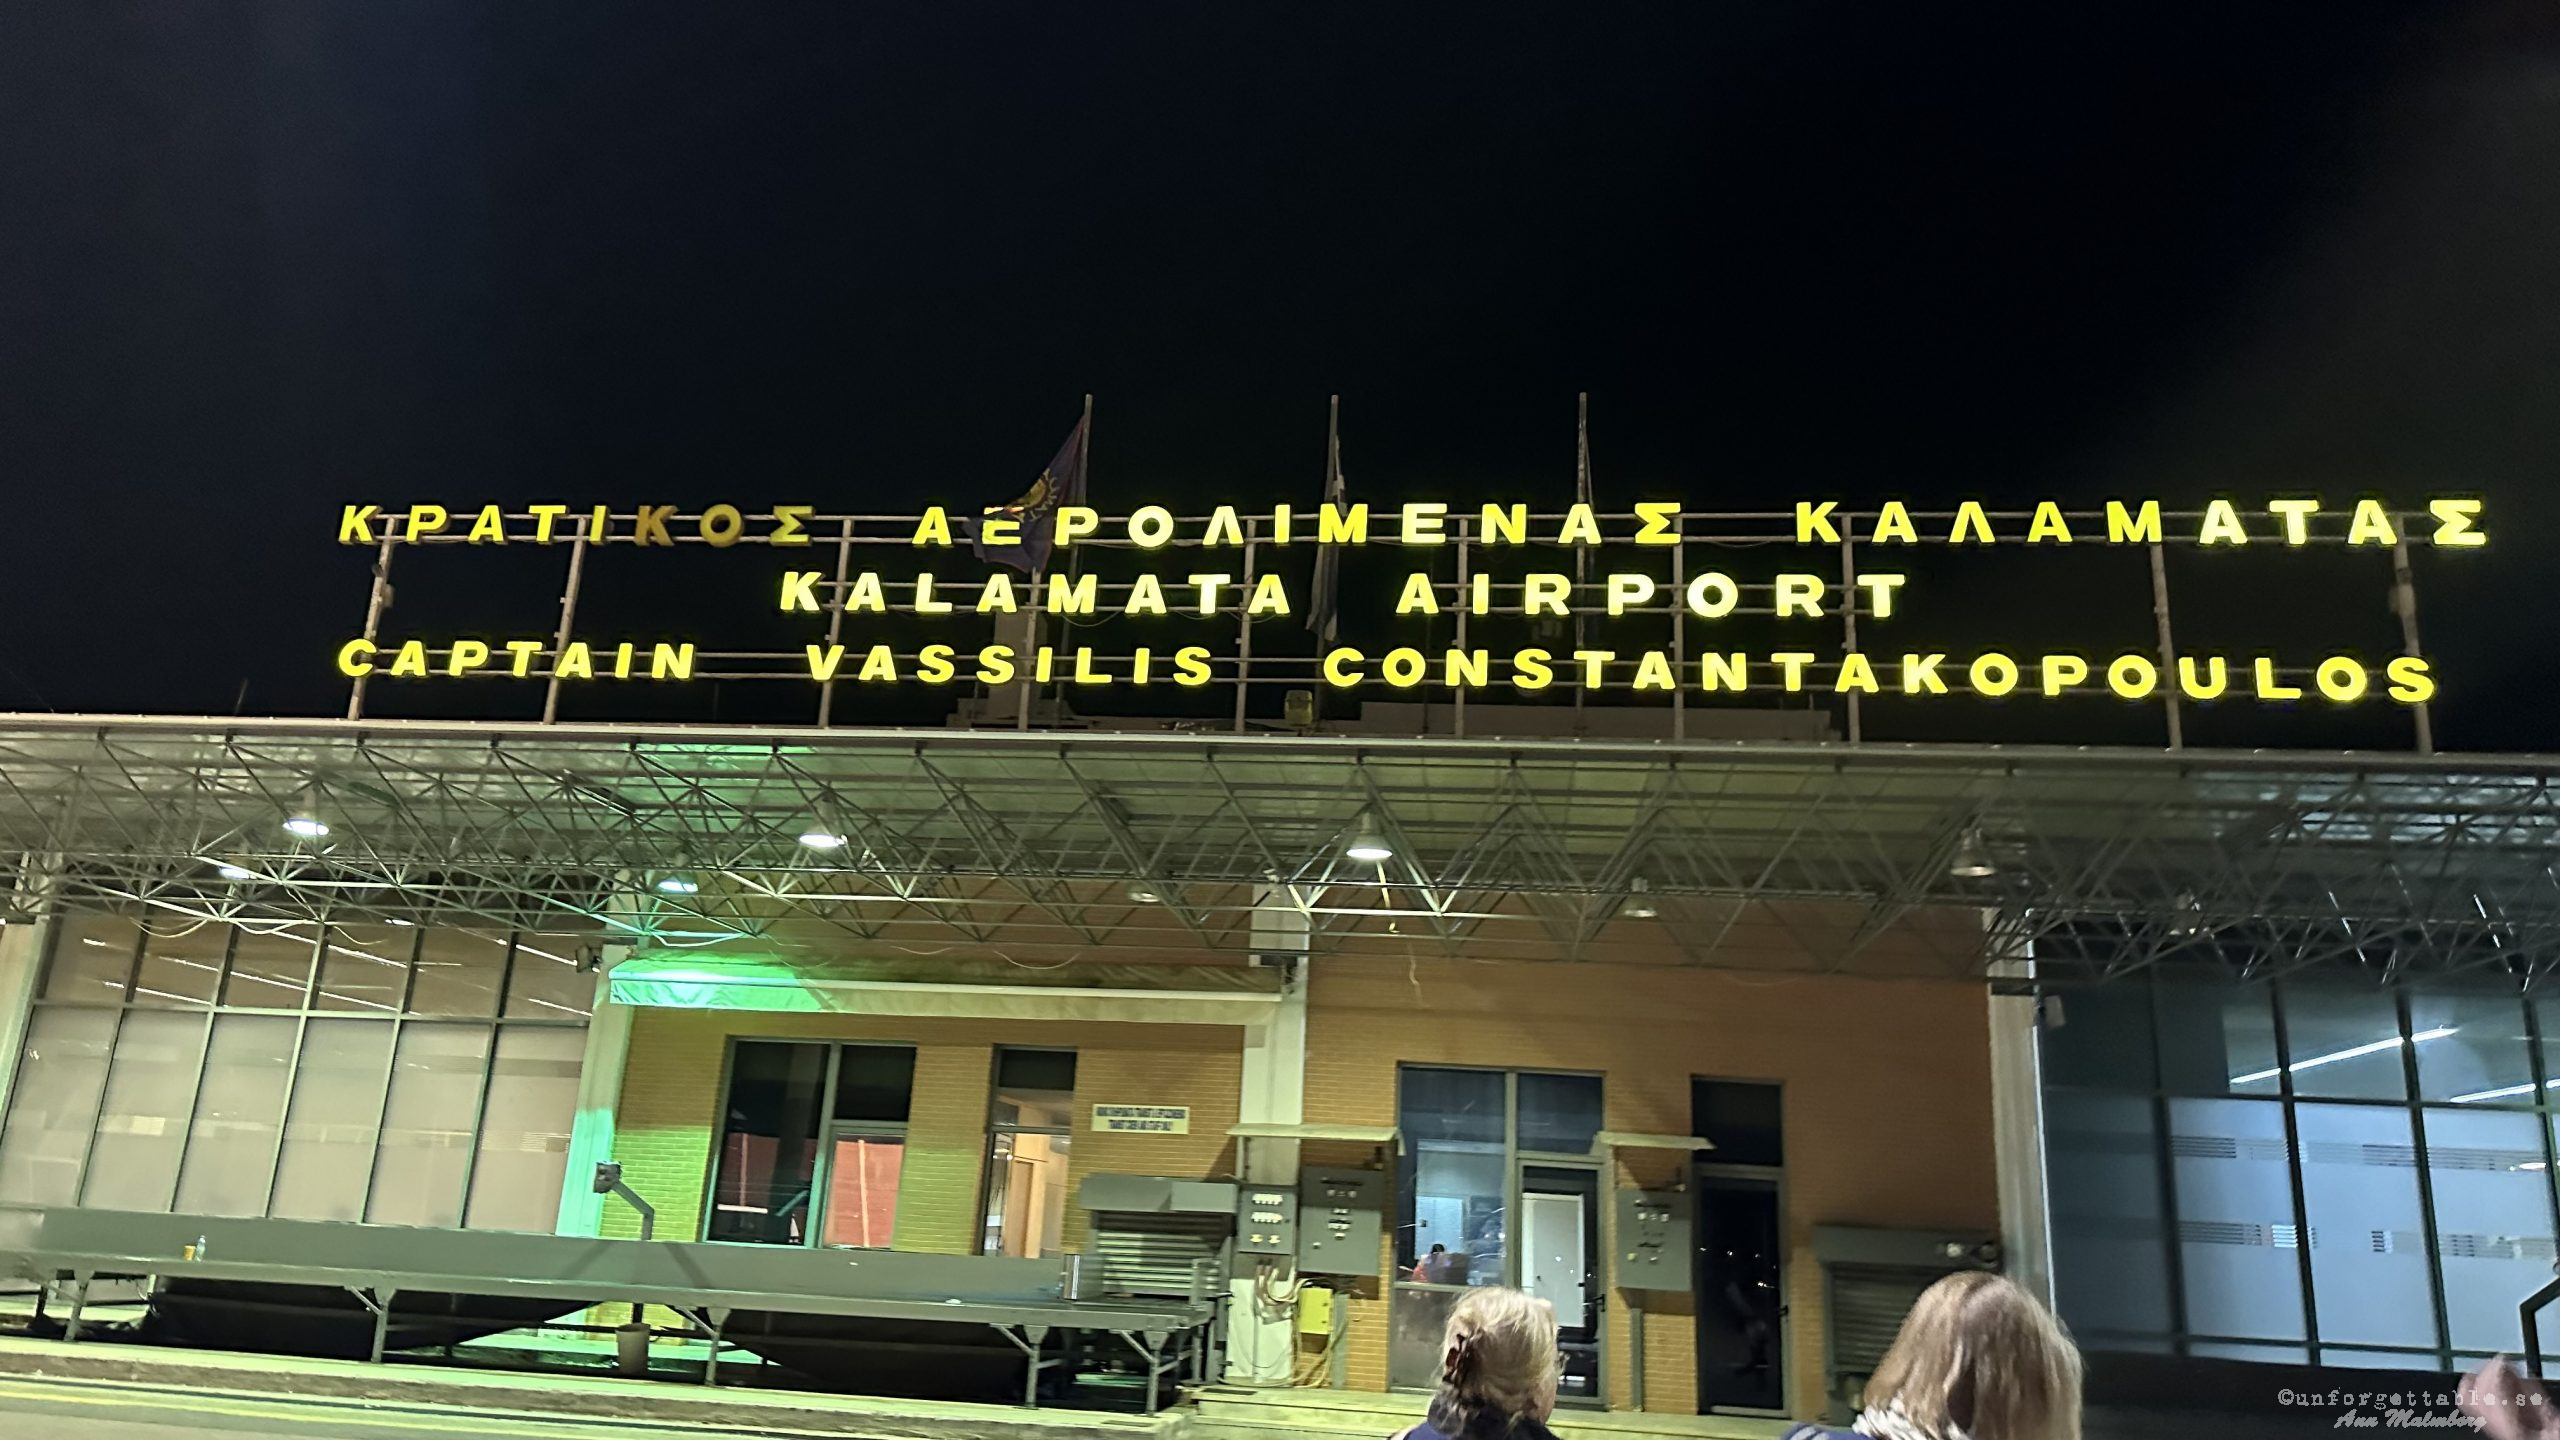 ΚΡΑΤΙΚΟΣ ΑΕΡΟΛΙΜΕΝΑΣ ΚΑΛΑΜΑΤΑΣ
KALAMATA AIRPORT
CAPTAIN VASSILIS CONSTANTAKOPOULOS
©unforgettable.se
Ann Malmberg